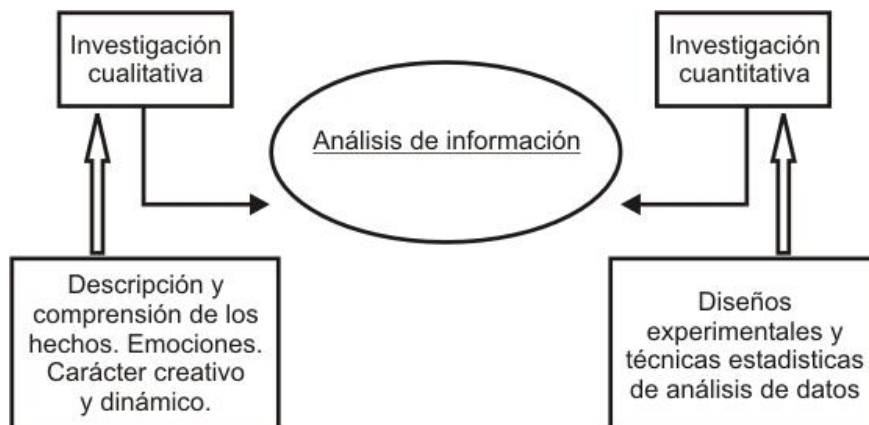 Investigación
cualitativa
Investigación
cuantitativa
Análisis de información
Descripción y
comprensión de los
hechos. Emociones.
Carácter creativo
y dinámico.
Diseños
experimentales y
técnicas estadisticas
de análisis de datos